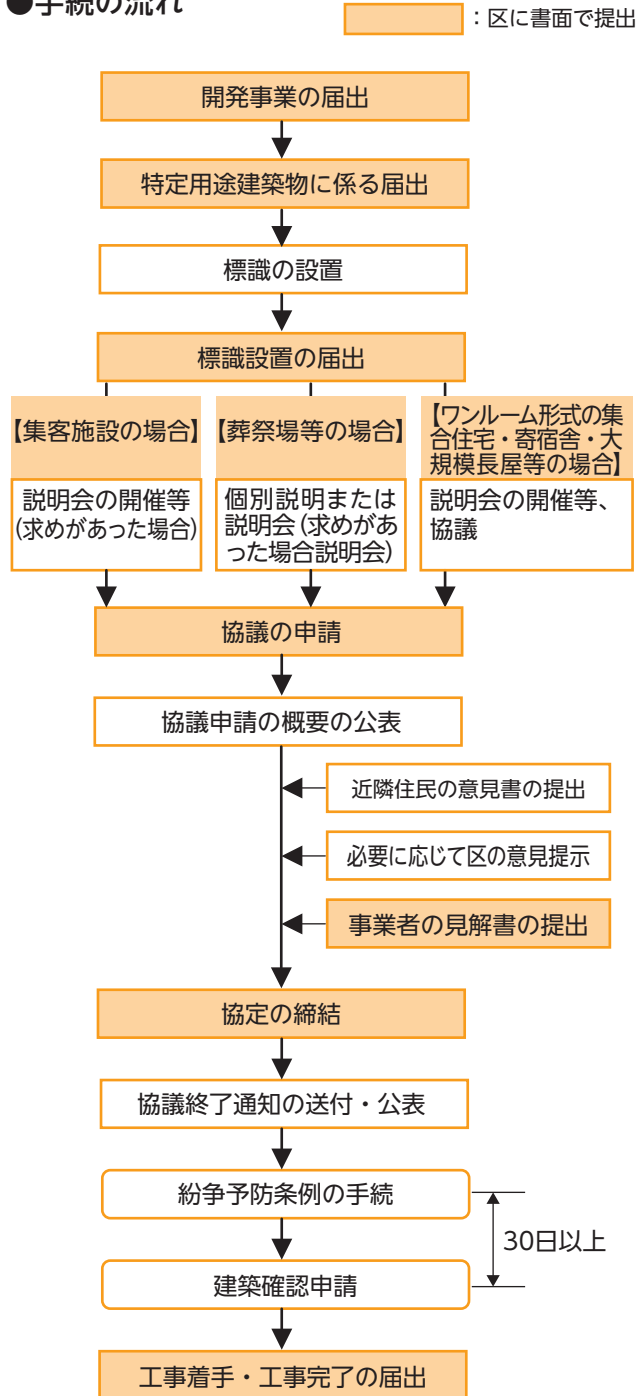 ●手続の流れ
：区に書面で提出
開発事業の届出
特定用途建築物に係る届出
標識の設置
標識設置の届出
【集客施設の場合】
説明会の開催等
(求めがあった場合)
【葬祭場等の場合】
個別説明または
説明会(求めがあ
った場合説明会)
【ワンルーム形式の集
合住宅・寄宿舎・大
規模長屋等の場合】
説明会の開催等、
協議
協議の申請
協議申請の概要の公表
近隣住民の意見書の提出
必要に応じて区の意見提示
事業者の見解書の提出
協定の締結
協議終了通知の送付・公表
紛争予防条例の手続
30日以上
建築確認申請
工事着手・工事完了の届出